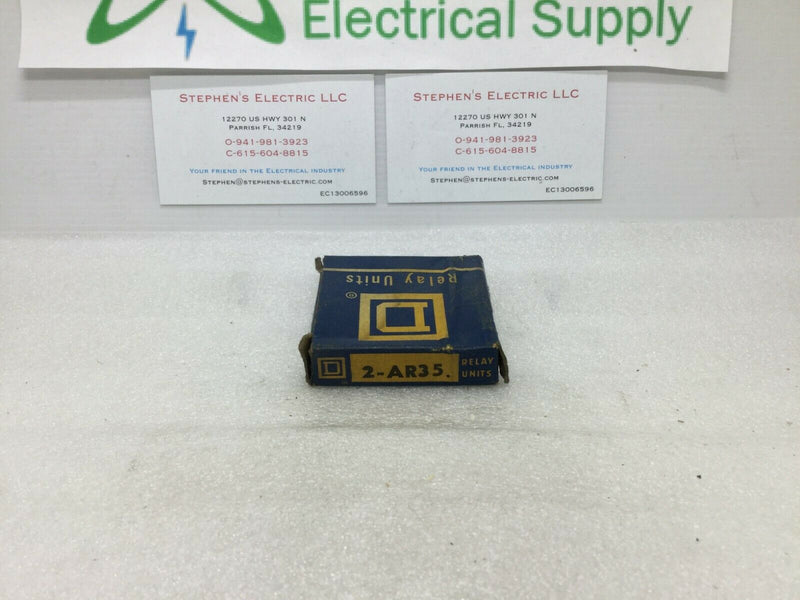 Electrical Supply
STEPHEN'S ELECTRIC LLC
12270 US HWY 301 N
PARRISH FL, 34219
O-941-981-3923
C-615-604-8815
YOUR FRIEND IN THE ELECTRICAL INDUSTRY
STEPHEN@STEPHENS-ELECTRIC.COM
EC13006596
STEPHEN'S ELECTRIC LLC
12270 US HWY 301 N
PARRISH FL, 34219
O-941-981-3923
C-615-604-8815
YOUR FRIEND IN THE ELECTRICAL INDUSTRY
STEPHEN@STEPHENS-ELECTRIC.COM
EC13006596
Relay Units
D
®
D
2-AR35.
RELAY
UNITS